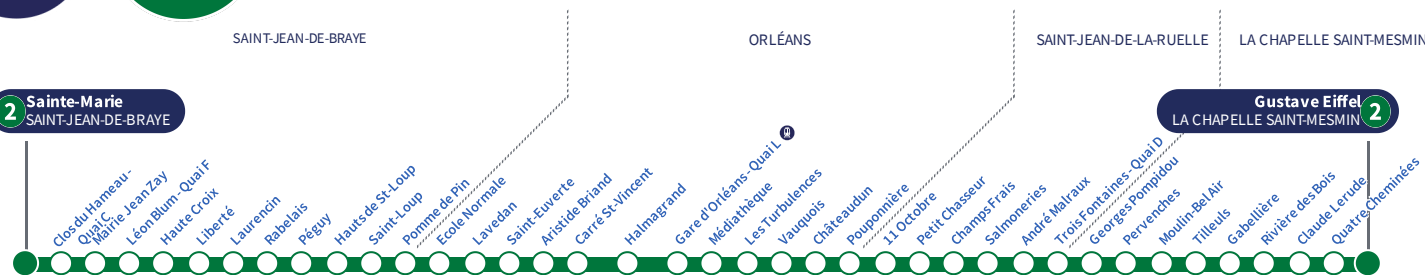 SAINT-JEAN-DE-BRAYE
ORLÉANS
SAINT-JEAN-DE-LA-RUELLE
LA CHAPELLE SAINT-MESMIN
2
Sainte-Marie
SAINT-JEAN-DE-BRAYE
Gustave Eiffel
LA CHAPELLE SAINT-MESMIN
2
Clos du Hameau -
Quai C
Mairie Jean Zay
Léon Blum - Quai F
Haute Croix
Liberté
Laurencin
Rabelais
Péguy
Hauts de St-Loup
Saint-Loup
Pomme de Pin
Ecole Normale
Lavedan
Saint-Euverte
Aristide Briand
Carré St-Vincent
Halmagrand
Gare d'Orléans - Quai L
Médiathèque
Les Turbulences
Vauquois
Châteaudun
Pouponnière
11 Octobre
Petit Chasseur
Champs Frais
Salmoneries
André Malraux
Trois Fontaines - Quai D
Georges Pompidou
Pervenches
Moulin-Bel Air
Tilleuls
Gabellière
Rivière des Bois
Claude Lerude
Quatre Cheminées